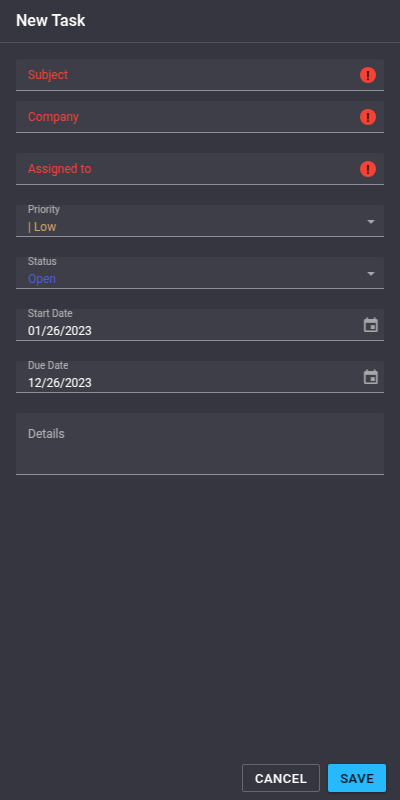 New Task
Subject
Company
Assigned to
Priority
| Low
Status
Open
Start Date
01/26/2023
Due Date
12/26/2023
Details
CANCEL SAVE